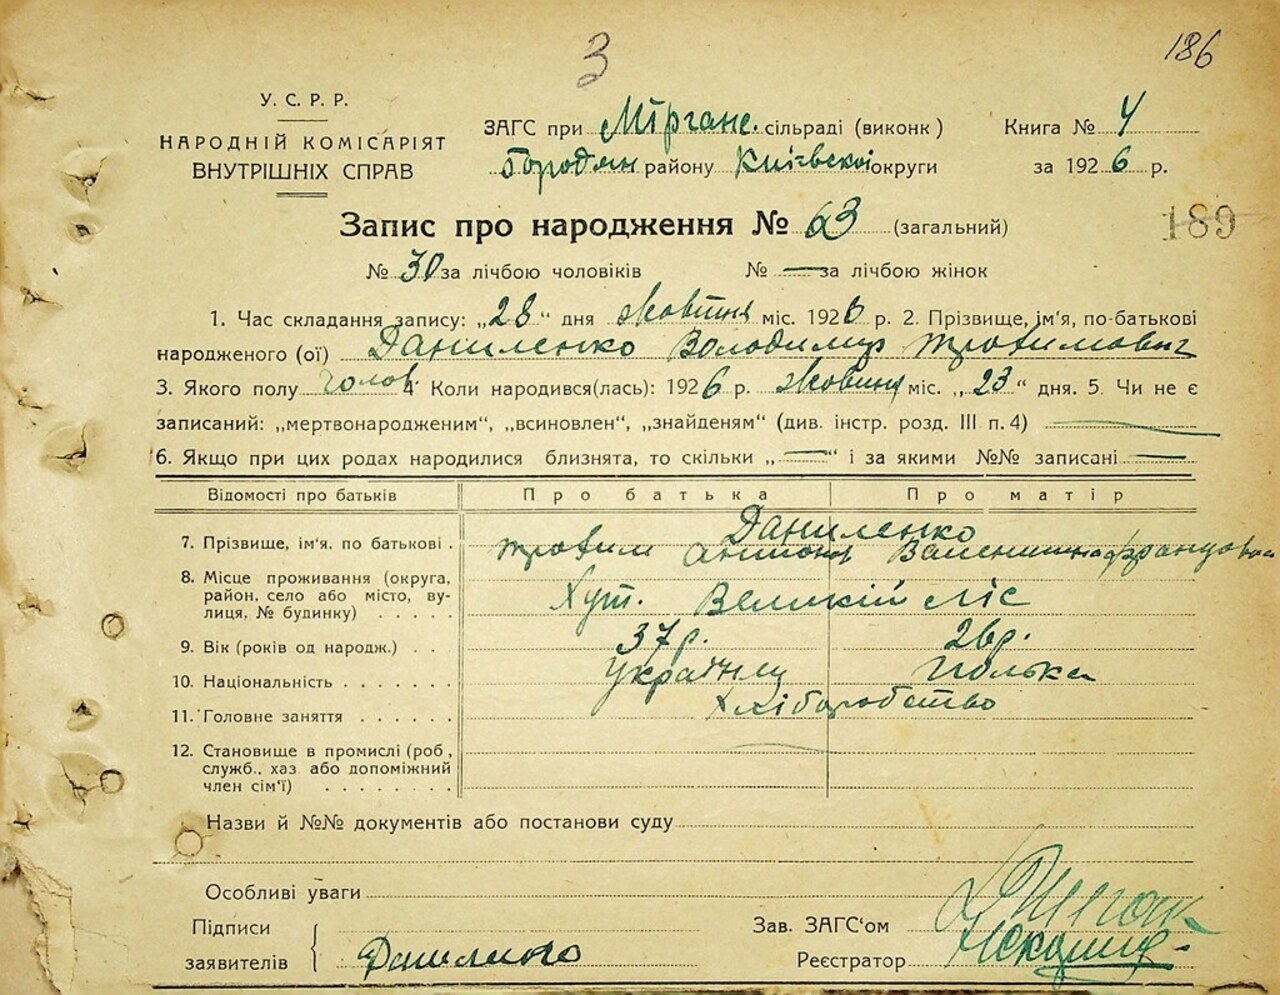 3
186
У. С. Р. Р.
НАРОДНІЙ КОМІСАРІЯТ
ВНУТРІШНІХ СПРАВ
ЗАГС при Міргане. сільраді (виконк)
Книга № 4
Бородян району Київської округи
за 1926 р.
Запис про народження № 63 (загальний)
189
№ 30 за лічбою чоловіків № — за лічбою жінок
1. Час складання запису: „28“ дня жовтня міс. 1926 р. 2. Прізвище, ім‘я, по-батькові
народженого (ої) Даниленко Володимир Трохимович
3. Якого полу чолов. 4 Коли народився(лась): 1926 р. жовтня міс. „23“ дня. 5. Чи не є
записаний: „мертвонародженим“, „всиновлен“, „знайденям“ (див. інстр. розд. III п. 4) —
6. Якщо при цих родах народилися близнята, то скільки „—“ і за якими №№ записані —
Відомості про батьків Про батька Про матір
7. Прізвище, ім‘я. по батькові . Даниленко
Трохим Антонов Валентина Францовна
8. Місце проживання (округа,
район, село або місто, ву-
лиця, № будинку) . . . . . Хут. Великій Ліс
9. Вік (років од народж.) . . 37 р. 26 р.
10. Національність . . . . . . . українец полька
11. Головне заняття . . . . . . хліборобство
12. Становище в промислі (роб ,
служб., хаз або допоміжний
член сім‘ї) . . . . . . . .
Назви й №№ документів або постанови суду
Особливі уваги
Підписи
заявителів
Зав. ЗАГС‘ом
Реєстратор